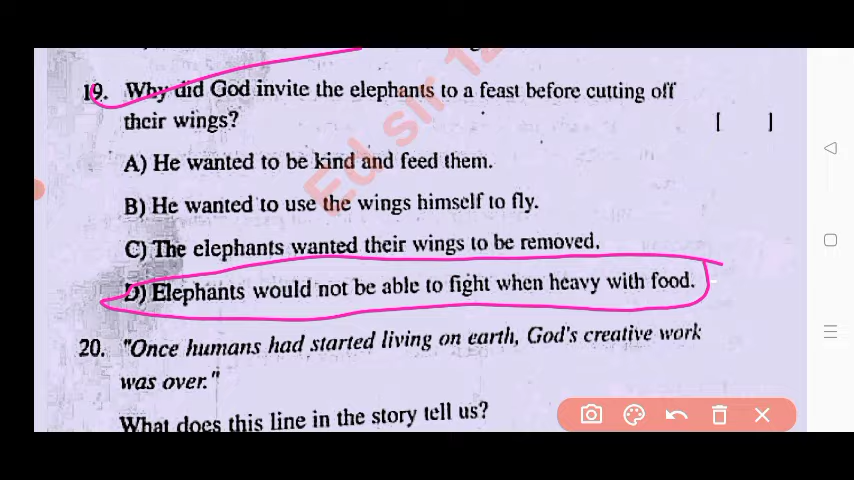 19. Why did God invite the elephants to a feast before cutting off
their wings? [ ]
A) He wanted to be kind and feed them.
B) He wanted to use the wings himself to fly.
C) The elephants wanted their wings to be removed.
D) Elephants would not be able to fight when heavy with food.
20. "Once humans had started living on earth, God's creative work
was over."
What does this line in the story tell us?
Ed sir 12